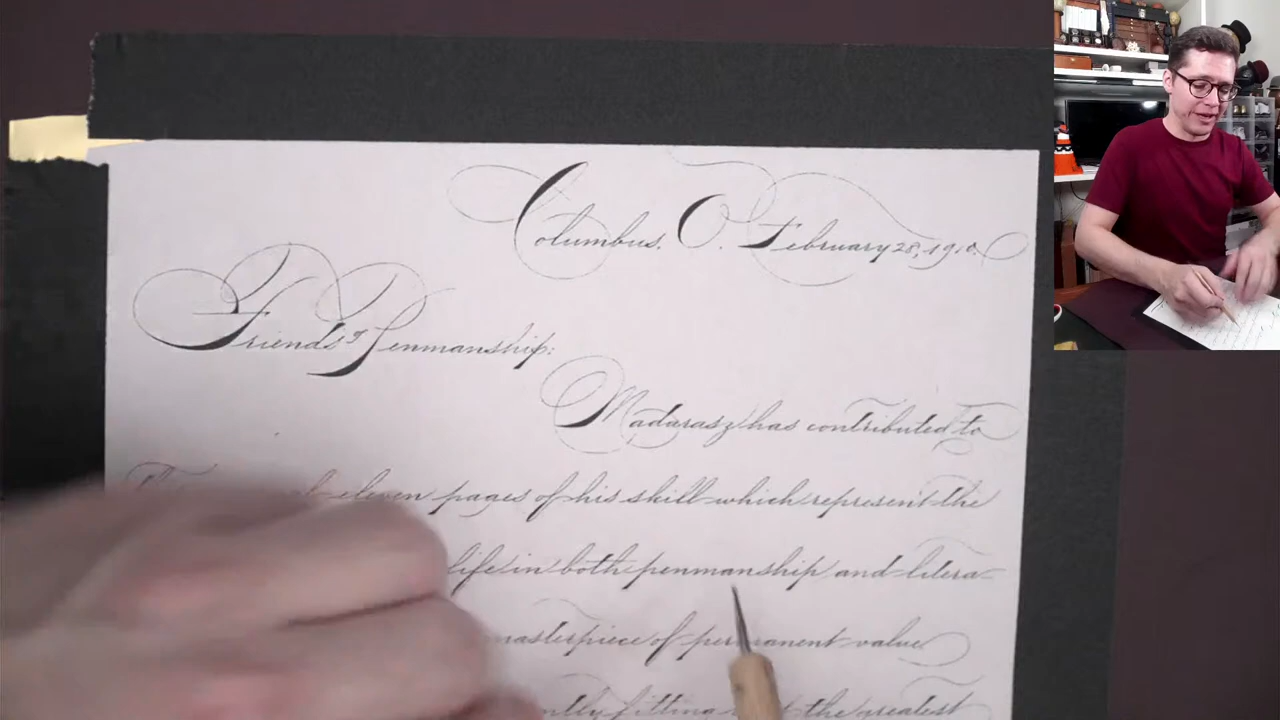 Columbus, O. February 28, 1910.
Friends of Penmanship:
Madarasz has contributed to
eleven pages of his skill which represent the
life in both penmanship and litera-
masterpiece of permanent value
fitting the greatest